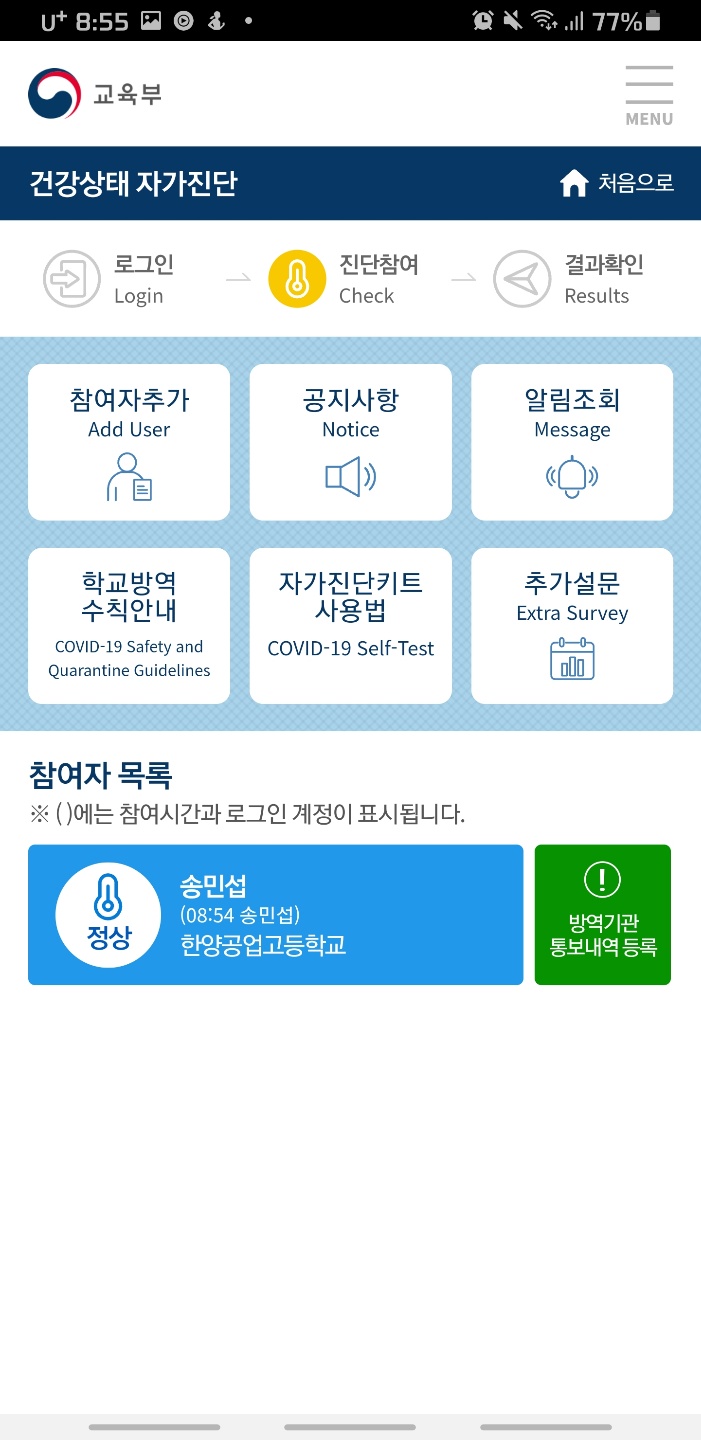 U+ 8:55 77%
교육부
MENU
건강상태 자가진단
처음으로
로그인
Login
진단참여
Check
결과확인
Results
참여자추가
Add User
공지사항
Notice
알림조회
Message
학교방역
수칙안내
COVID-19 Safety and
Quarantine Guidelines
자가진단키트
사용법
COVID-19 Self-Test
추가설문
Extra Survey
참여자 목록
※ ( )에는 참여시간과 로그인 계정이 표시됩니다.
정상
송민섭
(08:54 송민섭)
한양공업고등학교
방역기관
통보내역 등록